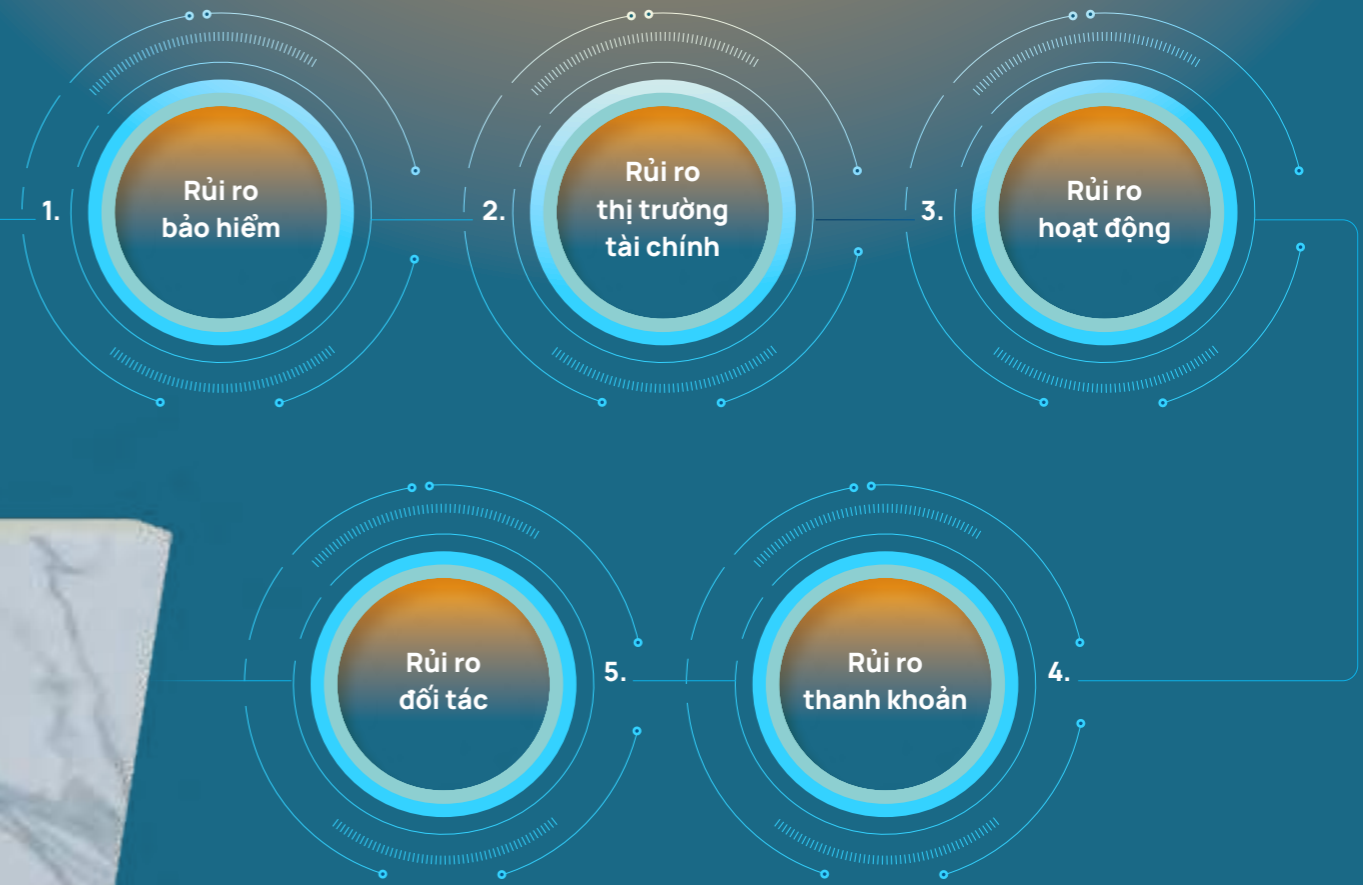 1.
Rủi ro
bảo hiểm
2.
Rủi ro
thị trường
tài chính
3.
Rủi ro
hoạt động
4.
Rủi ro
thanh khoản
5.
Rủi ro
đối tác